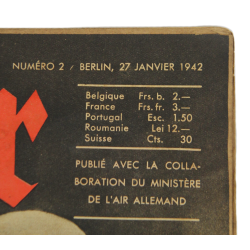 NUMÉRO 2 / BERLIN, 27 JANVIER 1942
r
Belgique Frs. b. 2.—
France Frs. fr. 3.—
Portugal Esc. 1.50
Roumanie Lei 12.—
Suisse Cts. 30
PUBLIÉ AVEC LA COLLA-
BORATION DU MINISTÈRE
DE L'AIR ALLEMAND